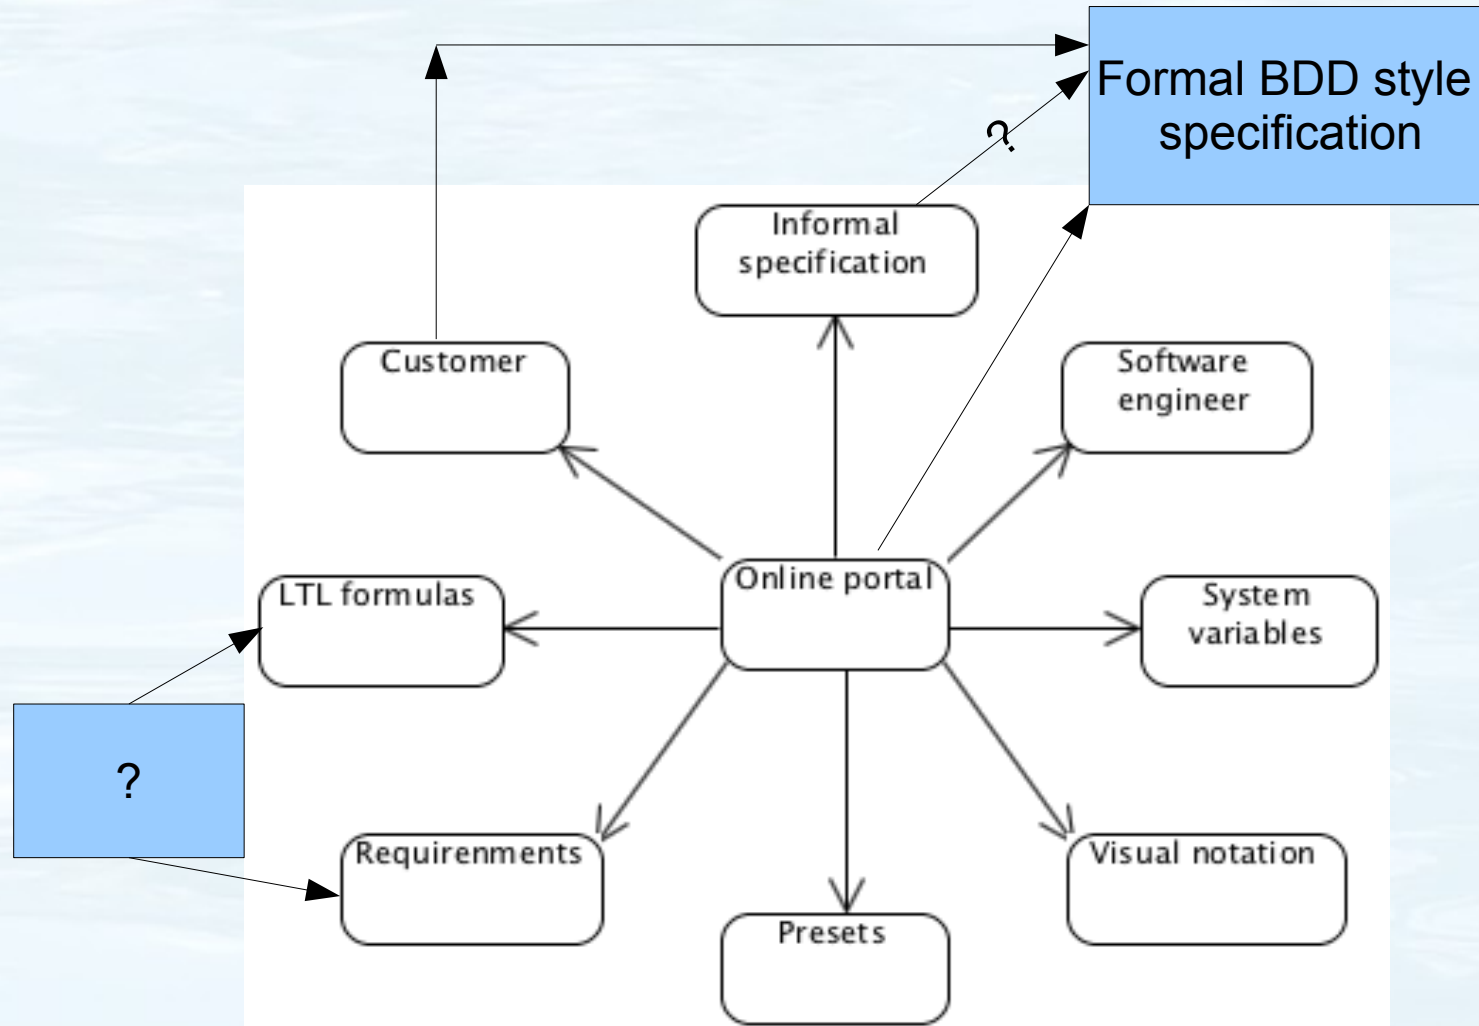 Formal BDD style
specification
?
Informal
specification
Customer
Software
engineer
Online portal
LTL formulas
System
variables
?
Requirenments
Visual notation
Presets